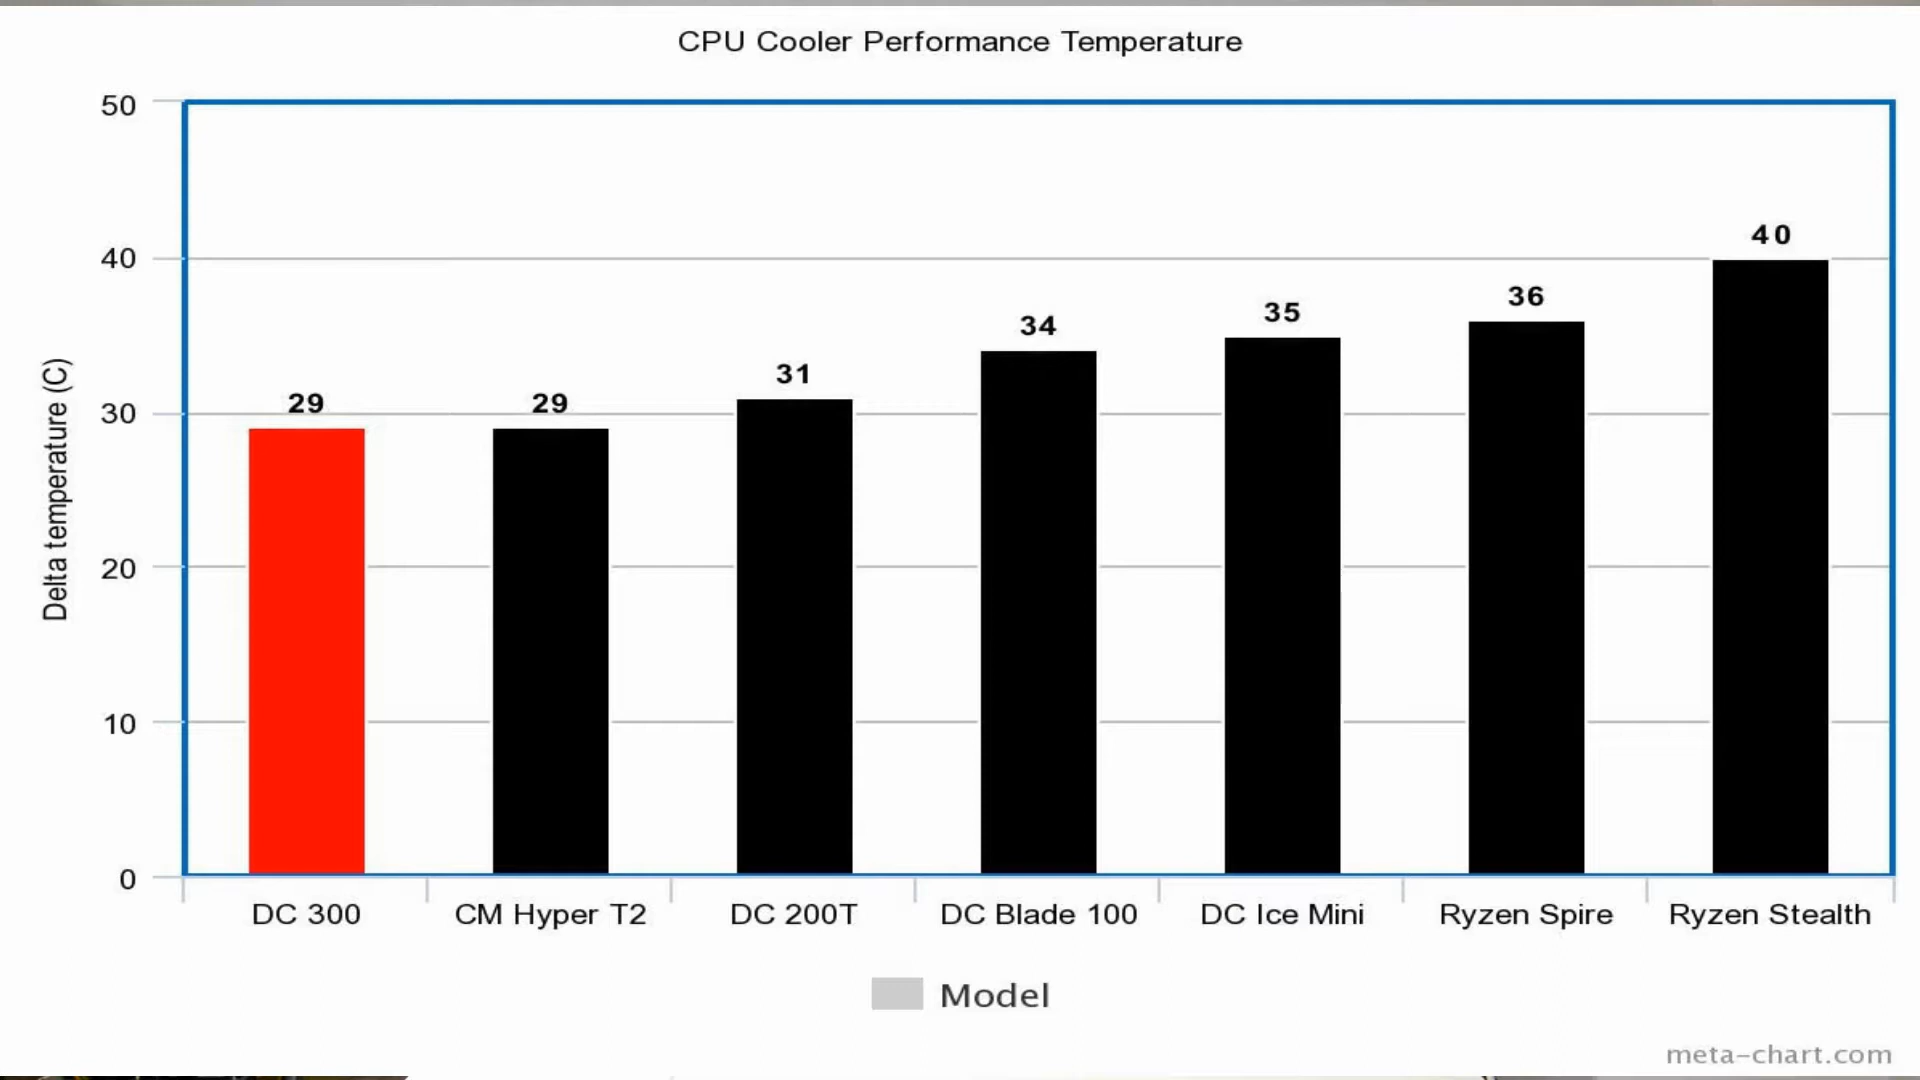 CPU Cooler Performance Temperature
50
40
30
20
10
0
Delta temperature (C)
29
29
31
34
35
36
40
DC 300
CM Hyper T2
DC 200T
DC Blade 100
DC Ice Mini
Ryzen Spire
Ryzen Stealth
Model
meta-chart.com